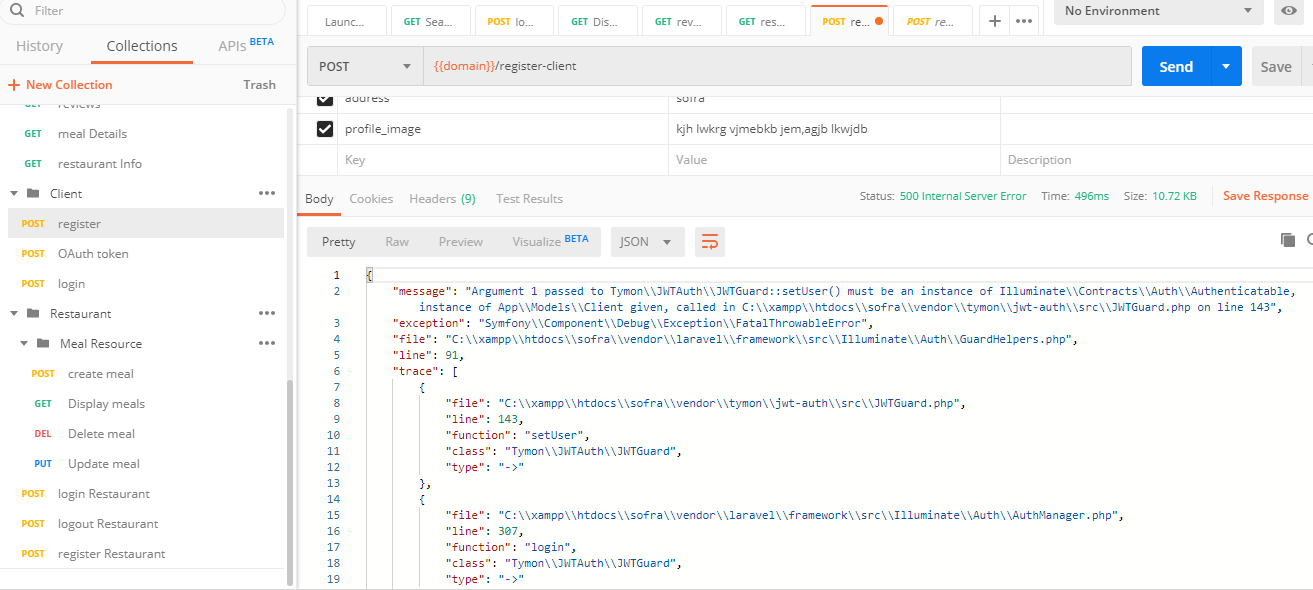 Filter
History Collections APIs BETA
+ New Collection Trash
GET reviews
GET meal Details
GET restaurant Info
Client •••
POST register
POST OAuth token
POST login
Restaurant •••
Meal Resource •••
POST create meal
GET Display meals
DEL Delete meal
PUT Update meal
POST login Restaurant
POST logout Restaurant
POST register Restaurant
Launc... GET Sea... POST lo... GET Dis... GET rev... GET res... POST re... POST re... + •••
No Environment
POST {{domain}}/register-client Send Save
address sofra
profile_image kjh lwkrg vjmebkb jem,agjb lkwjdb
Key Value Description
Body Cookies Headers (9) Test Results Status: 500 Internal Server Error Time: 496ms Size: 10.72 KB Save Response
Pretty Raw Preview Visualize BETA JSON
1 {
2 "message": "Argument 1 passed to Tymon\\JWTAuth\\JWTGuard::setUser() must be an instance of Illuminate\\Contracts\\Auth\\Authenticatable,
instance of App\\Models\\Client given, called in C:\\xampp\\htdocs\\sofra\\vendor\\tymon\\jwt-auth\\src\\JWTGuard.php on line 143",
3 "exception": "Symfony\\Component\\Debug\\Exception\\FatalThrowableError",
4 "file": "C:\\xampp\\htdocs\\sofra\\vendor\\laravel\\framework\\src\\Illuminate\\Auth\\GuardHelpers.php",
5 "line": 91,
6 "trace": [
7 {
8 "file": "C:\\xampp\\htdocs\\sofra\\vendor\\tymon\\jwt-auth\\src\\JWTGuard.php",
9 "line": 143,
10 "function": "setUser",
11 "class": "Tymon\\JWTAuth\\JWTGuard",
12 "type": "->"
13 },
14 {
15 "file": "C:\\xampp\\htdocs\\sofra\\vendor\\laravel\\framework\\src\\Illuminate\\Auth\\AuthManager.php",
16 "line": 307,
17 "function": "login",
18 "class": "Tymon\\JWTAuth\\JWTGuard",
19 "type": "->"